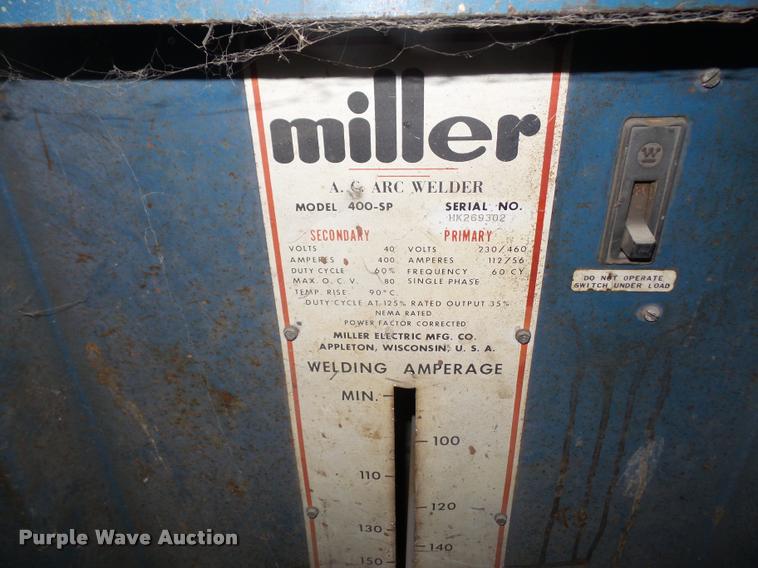 miller
A. C. ARC WELDER
MODEL 400-SP SERIAL NO.
HK269302
SECONDARY PRIMARY
VOLTS 40 VOLTS 230/460
AMPERES 400 AMPERES 112/56
DUTY CYCLE 60% FREQUENCY 60 CY
MAX. O. C. V. 80 SINGLE PHASE
TEMP. RISE 90°C.
DUTY CYCLE AT 125% RATED OUTPUT 35%
NEMA RATED
POWER FACTOR CORRECTED
MILLER ELECTRIC MFG. CO.
APPLETON, WISCONSIN, U. S. A.
WELDING AMPERAGE
MIN.
100
110
120
130
140
150
W
DO NOT OPERATE
SWITCH UNDER LOAD
Purple Wave Auction